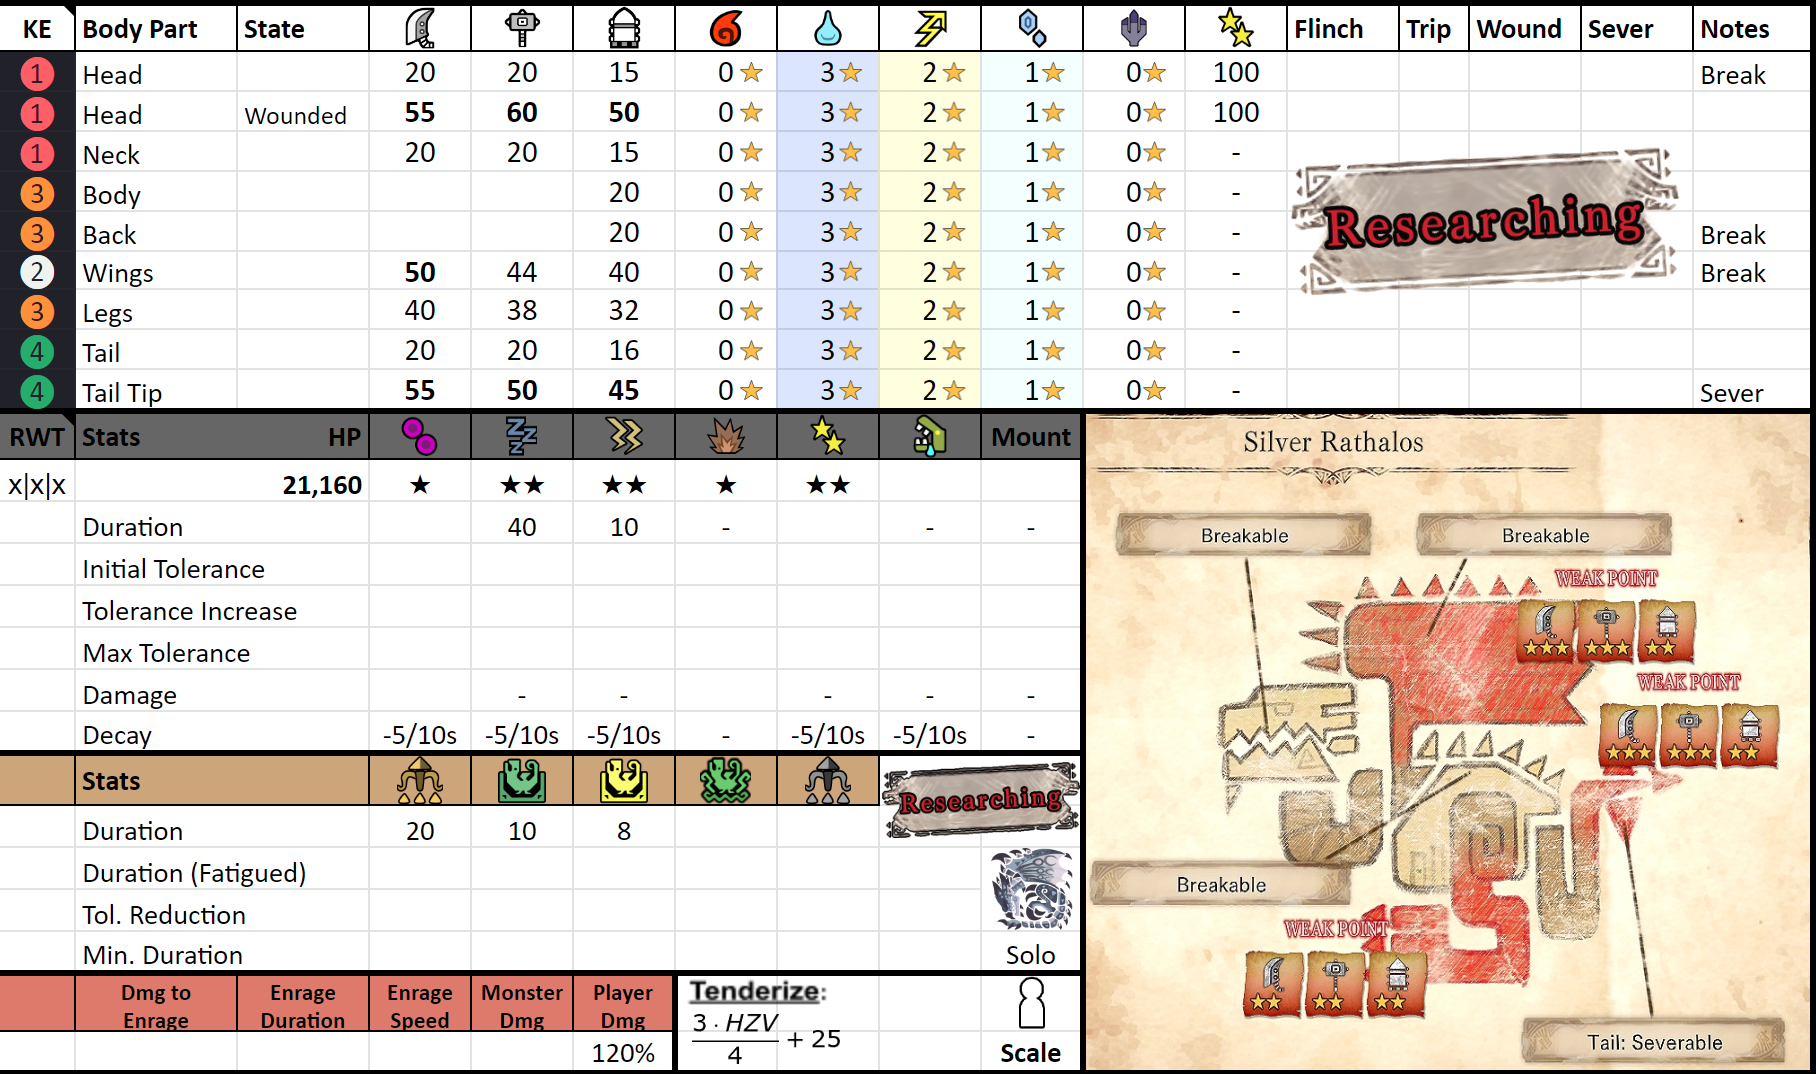 KE Body Part State Flinch Trip Wound Sever Notes
1 Head 20 20 15 0 3 2 1 0 100 Break
1 Head Wounded 55 60 50 0 3 2 1 0 100
1 Neck 20 20 15 0 3 2 1 0 -
3 Body 20 0 3 2 1 0 -
3 Back 20 0 3 2 1 0 - Break
2 Wings 50 44 40 0 3 2 1 0 - Break
3 Legs 40 38 32 0 3 2 1 0 -
4 Tail 20 20 16 0 3 2 1 0 -
4 Tail Tip 55 50 45 0 3 2 1 0 - Sever
Researching
RWT Stats HP Mount
x|x|x 21,160 ★ ★★ ★★ ★ ★★
Duration 40 10 - - -
Initial Tolerance
Tolerance Increase
Max Tolerance
Damage - - - - -
Decay -5/10s -5/10s -5/10s - -5/10s -5/10s -
Stats
Researching
Duration 20 10 8
Duration (Fatigued)
Tol. Reduction
Min. Duration Solo
Dmg to Enrage Enrage Duration Enrage Speed Monster Dmg Player Dmg
120%
Tenderize:
3 · HZV
4
+ 25
Scale
Silver Rathalos
Breakable Breakable
WEAK POINT
WEAK POINT
Breakable
WEAK POINT
Tail: Severable